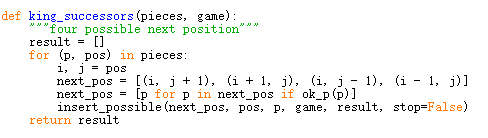 def king_successors(pieces, game):
    """four possible next position"""
    result = []
    for (p, pos) in pieces:
        i, j = pos
        next_pos = [(i, j + 1), (i + 1, j), (i, j - 1), (i - 1, j)]
        next_pos = [p for p in next_pos if ok_p(p)]
        insert_possible(next_pos, pos, p, game, result, stop=False)
    return result